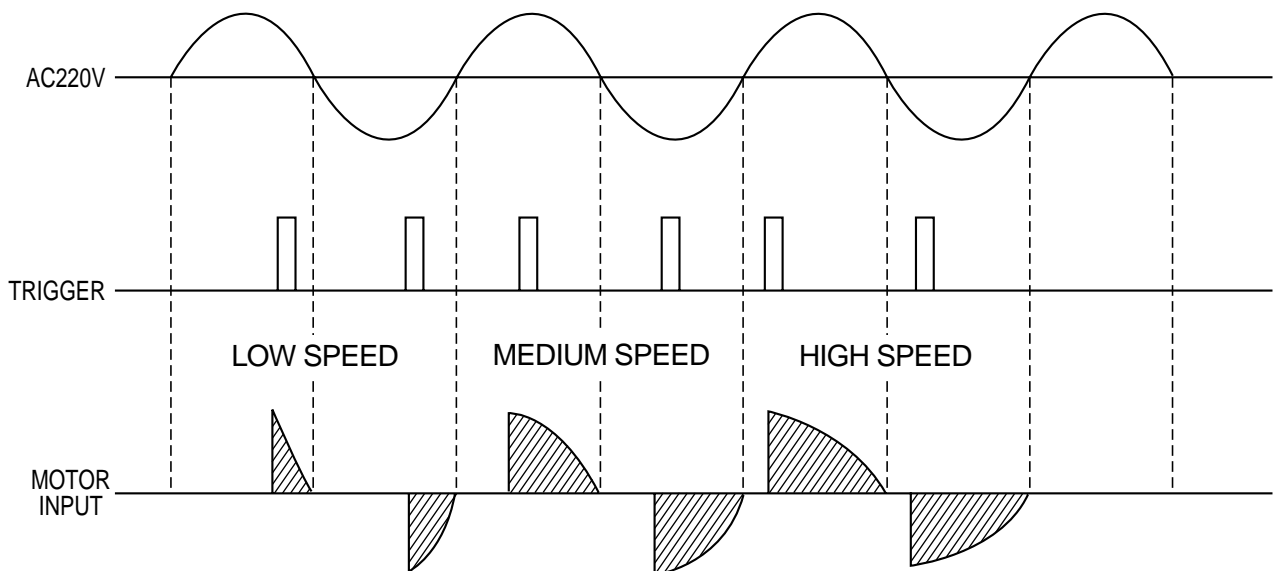 AC220V
TRIGGER
LOW SPEED
MEDIUM SPEED
HIGH SPEED
MOTOR
INPUT